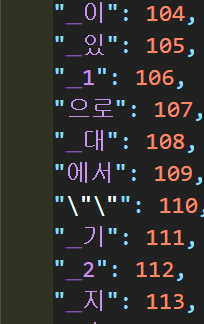 "_이": 104,
"_있": 105,
"_1": 106,
"으로": 107,
"_대": 108,
"에서": 109,
"\"\"": 110,
"_기": 111,
"_2": 112,
"_지": 113,